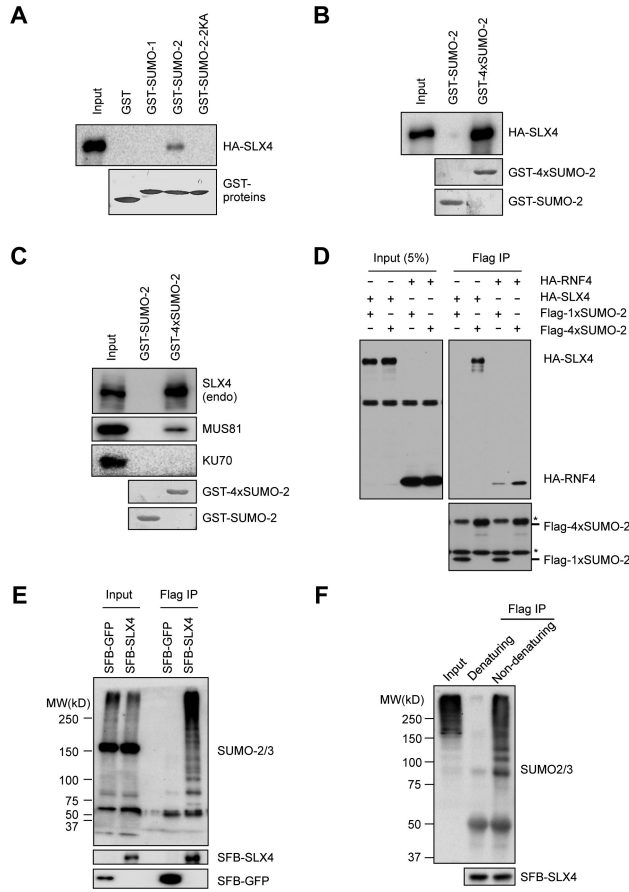 A
Input
GST
GST-SUMO-1
GST-SUMO-2
GST-SUMO-2-2KA
HA-SLX4
GST-
proteins
B
Input
GST-SUMO-2
GST-4xSUMO-2
HA-SLX4
GST-4xSUMO-2
GST-SUMO-2
C
Input
GST-SUMO-2
GST-4xSUMO-2
SLX4
(endo)
MUS81
KU70
GST-4xSUMO-2
GST-SUMO-2
D
Input (5%) Flag IP
- - + + - - + + HA-RNF4
+ + - - + + - - HA-SLX4
+ - + - + - + - Flag-1xSUMO-2
- + - + - + - + Flag-4xSUMO-2
HA-SLX4
HA-RNF4
*
Flag-4xSUMO-2
*
Flag-1xSUMO-2
E
Input Flag IP
SFB-GFP
SFB-SLX4
SFB-GFP
SFB-SLX4
MW(kD)
250
150
100
75
50
37
SUMO-2/3
SFB-SLX4
SFB-GFP
F
Flag IP
Input
Denaturing
Non-denaturing
MW(kD)
250
150
100
75
50
37
SUMO2/3
SFB-SLX4